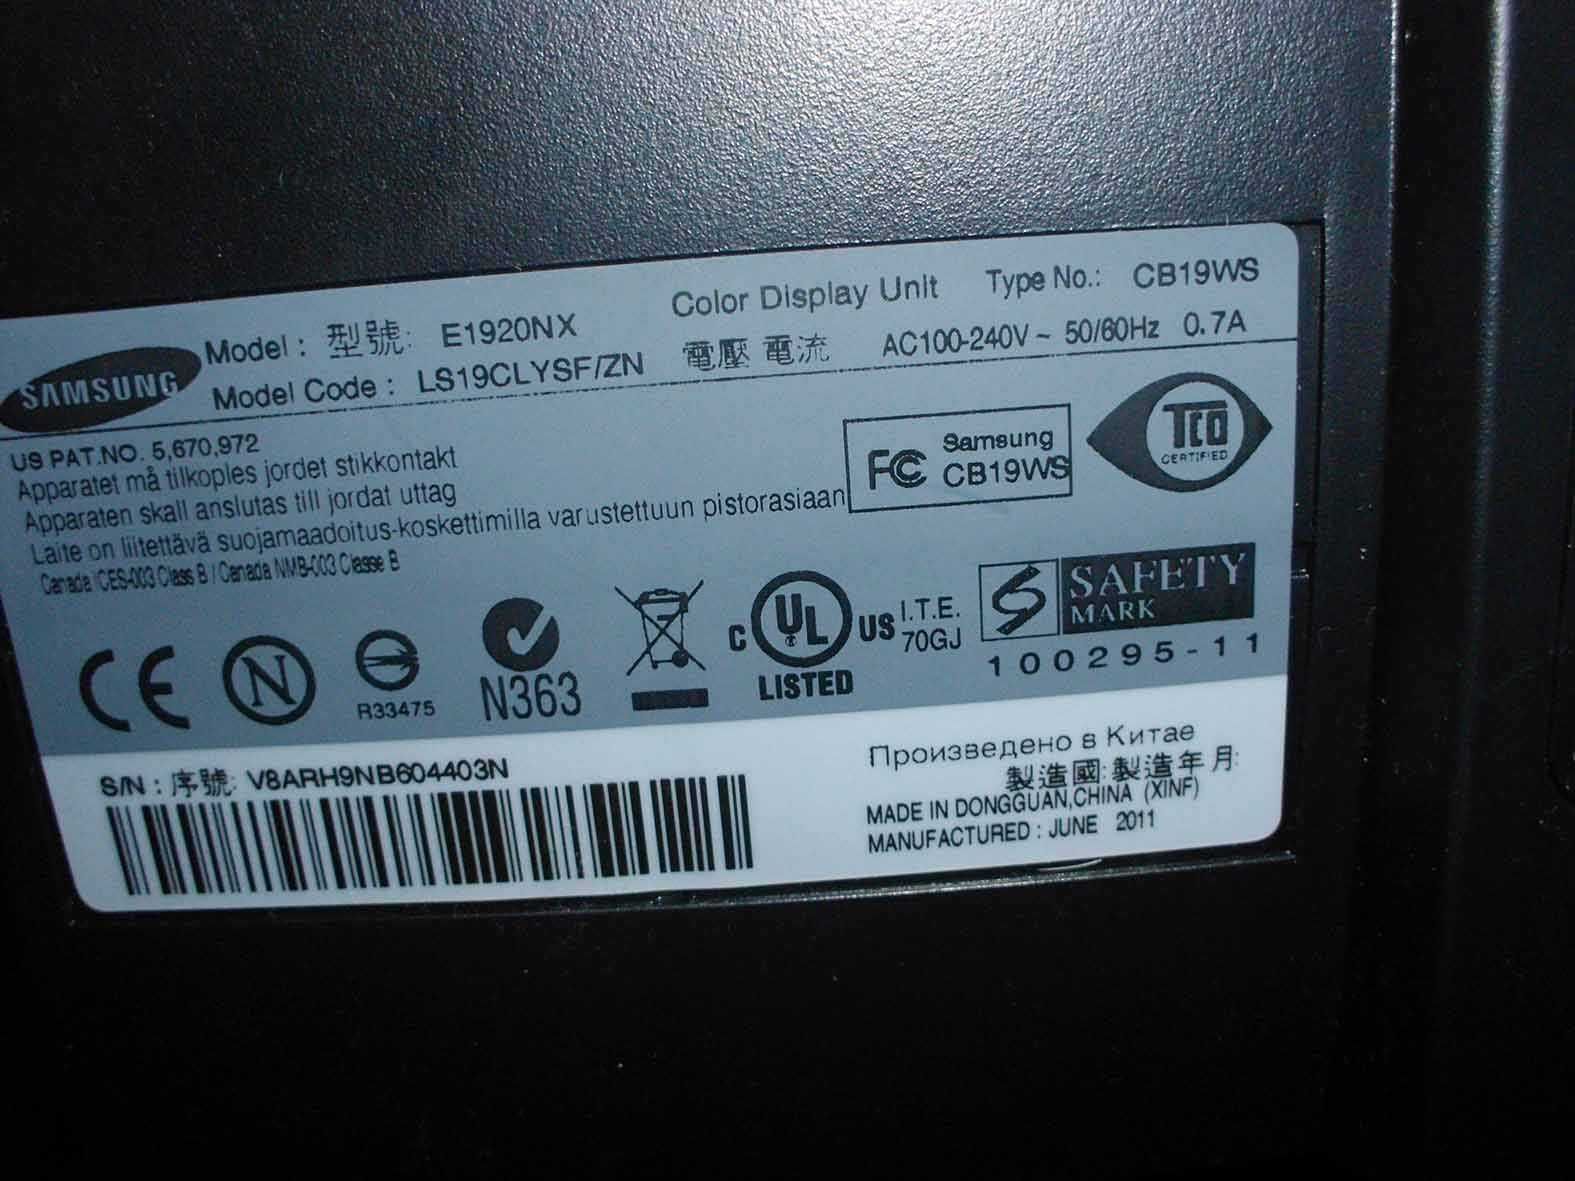 SAMSUNG
Model : 型號: E1920NX Color Display Unit Type No.: CB19WS
Model Code : LS19CLYSF/ZN 電壓 電流 AC100-240V ~ 50/60Hz 0.7A
US PAT.NO. 5,670,972
Apparatet må tilkoples jordet stikkontakt
Apparaten skall anslutas till jordat uttag
Laite on liitettävä suojamaadoitus-koskettimilla varustettuun pistorasiaan
Canada ICES-003 Class B / Canada NMB-003 Classe B
FC Samsung
CB19WS
TCO
CERTIFIED
CE N R33475 N363
C UL US LISTED
I.T.E.
70GJ
S SAFETY
MARK
100295-11
S/N : 序號: V8ARH9NB604403N
Произведено в Китае
製造國: 製造年月:
MADE IN DONGGUAN,CHINA (XINF)
MANUFACTURED : JUNE 2011